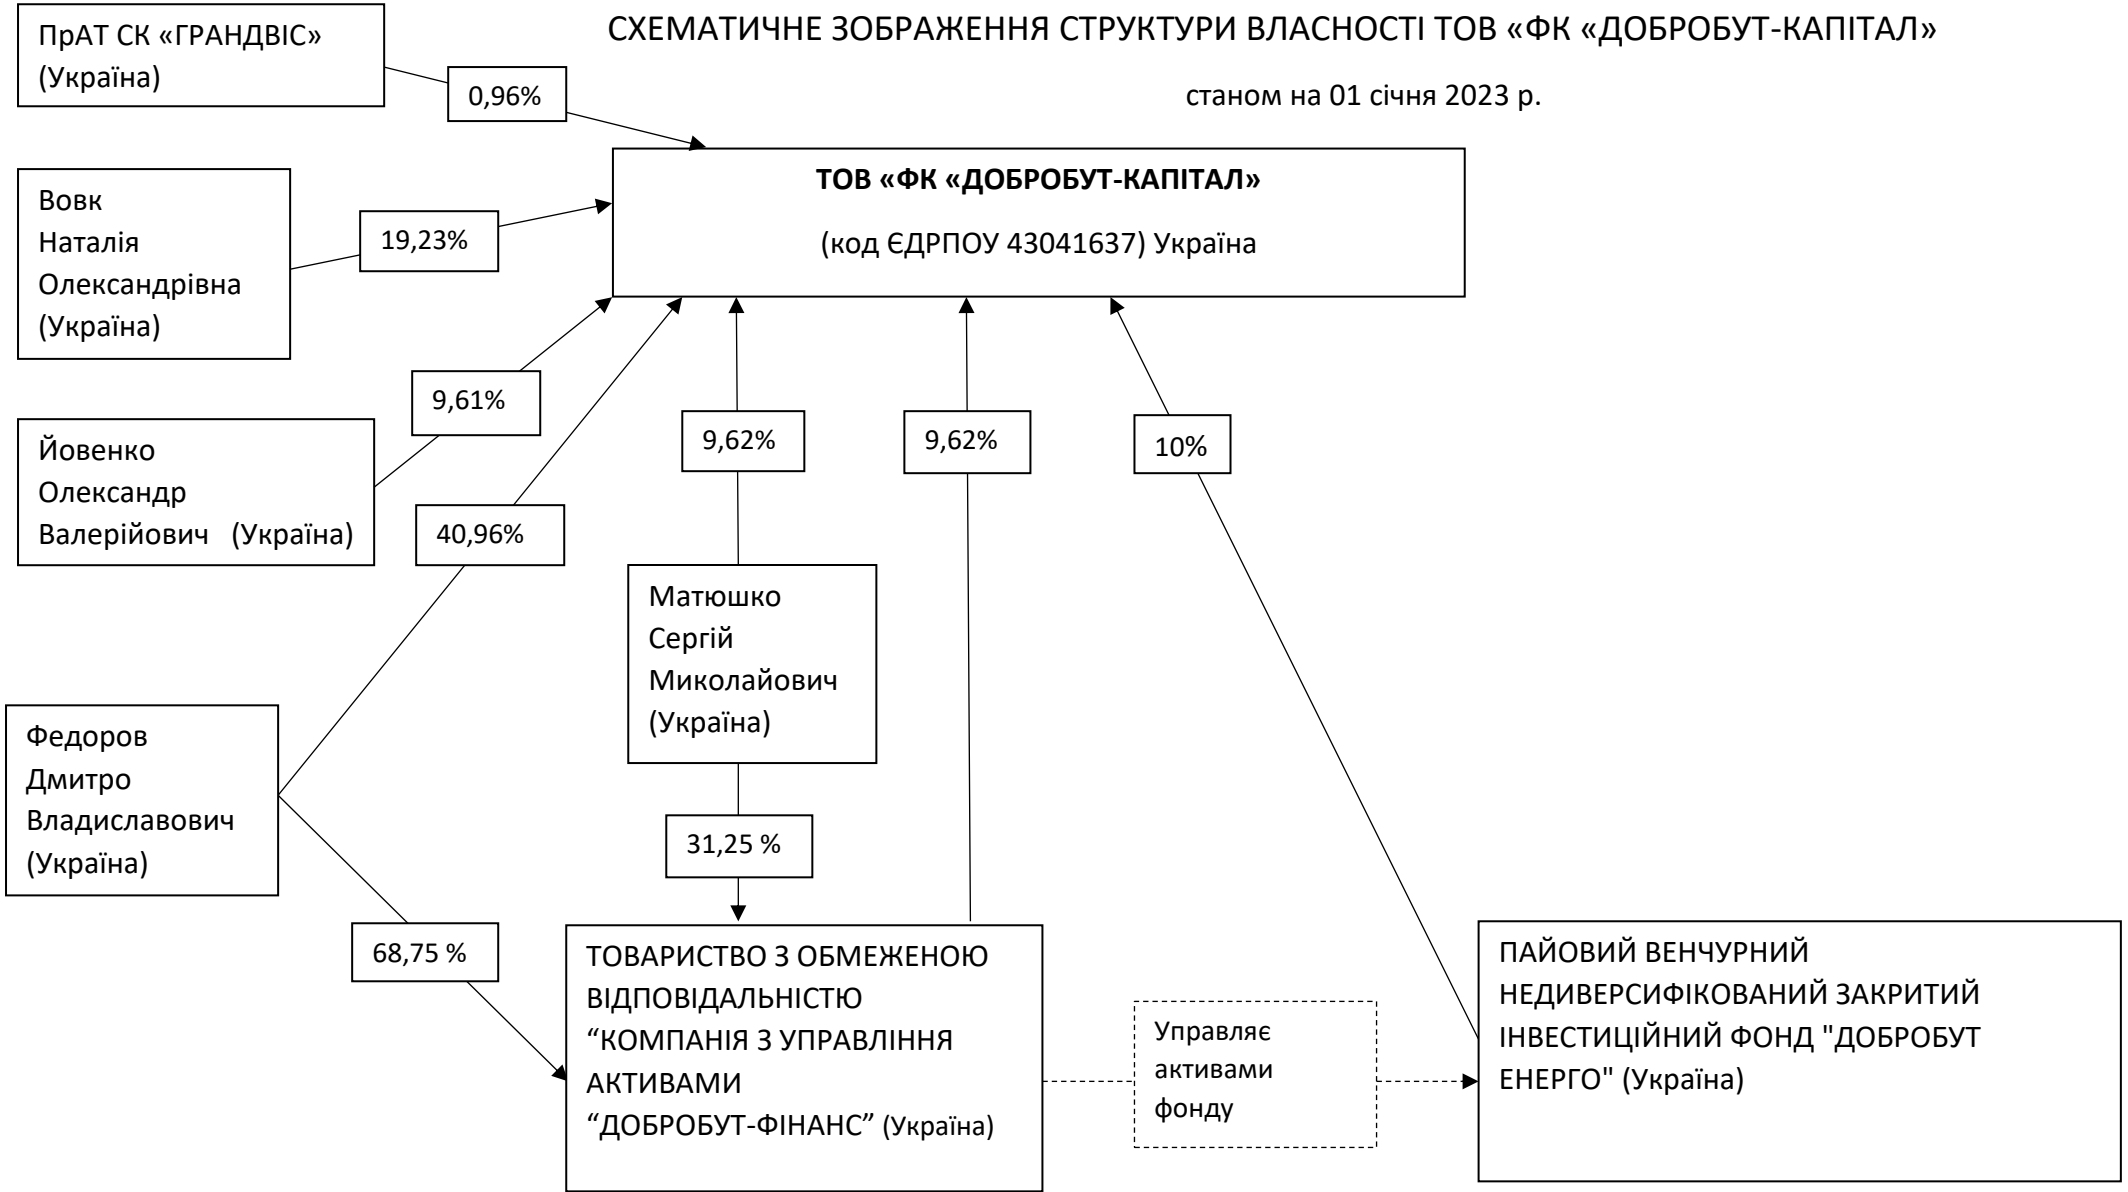 СХЕМАТИЧНЕ ЗОБРАЖЕННЯ СТРУКТУРИ ВЛАСНОСТІ ТОВ «ФК «ДОБРОБУТ-КАПІТАЛ»
станом на 01 січня 2023 р.
ПрАТ СК «ГРАНДВІС»
(Україна)
0,96%
ТОВ «ФК «ДОБРОБУТ-КАПІТАЛ»
(код ЄДРПОУ 43041637) Україна
Вовк
Наталія
Олександрівна
(Україна)
19,23%
Йовенко
Олександр
Валерійович (Україна)
9,61%
40,96%
9,62%
9,62%
10%
Матюшко
Сергій
Миколайович
(Україна)
Федоров
Дмитро
Владиславович
(Україна)
31,25 %
68,75 %
ТОВАРИСТВО З ОБМЕЖЕНОЮ
ВІДПОВІДАЛЬНІСТЮ
“КОМПАНІЯ З УПРАВЛІННЯ
АКТИВАМИ
“ДОБРОБУТ-ФІНАНС” (Україна)
Управляє
активами
фонду
ПАЙОВИЙ ВЕНЧУРНИЙ
НЕДИВЕРСИФІКОВАНИЙ ЗАКРИТИЙ
ІНВЕСТИЦІЙНИЙ ФОНД "ДОБРОБУТ
ЕНЕРГО" (Україна)